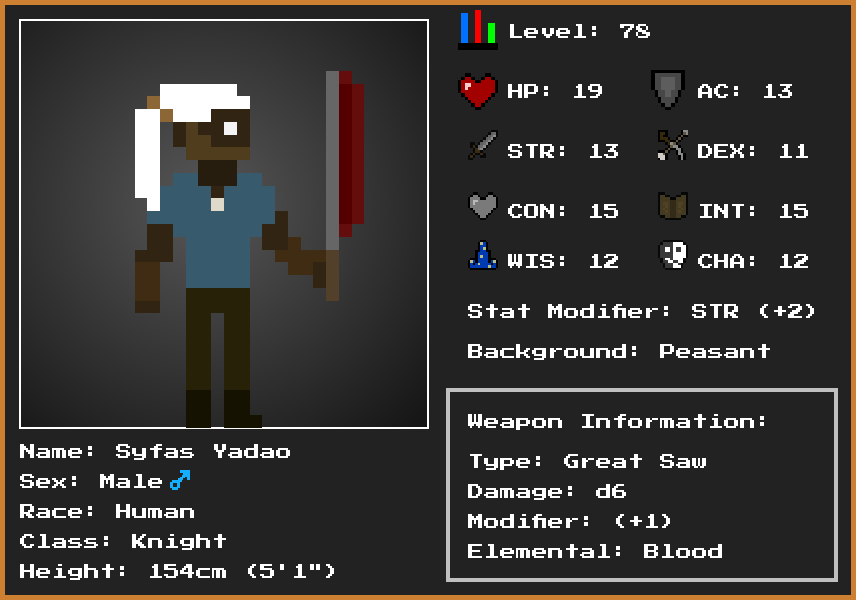 Level: 78
HP: 19 AC: 13
STR: 13 DEX: 11
CON: 15 INT: 15
WIS: 12 CHA: 12
Stat Modifier: STR (+2)
Background: Peasant
Weapon Information:
Type: Great Saw
Damage: d6
Modifier: (+1)
Elemental: Blood
Name: Syfas Yadao
Sex: Male ♂
Race: Human
Class: Knight
Height: 154cm (5'1")